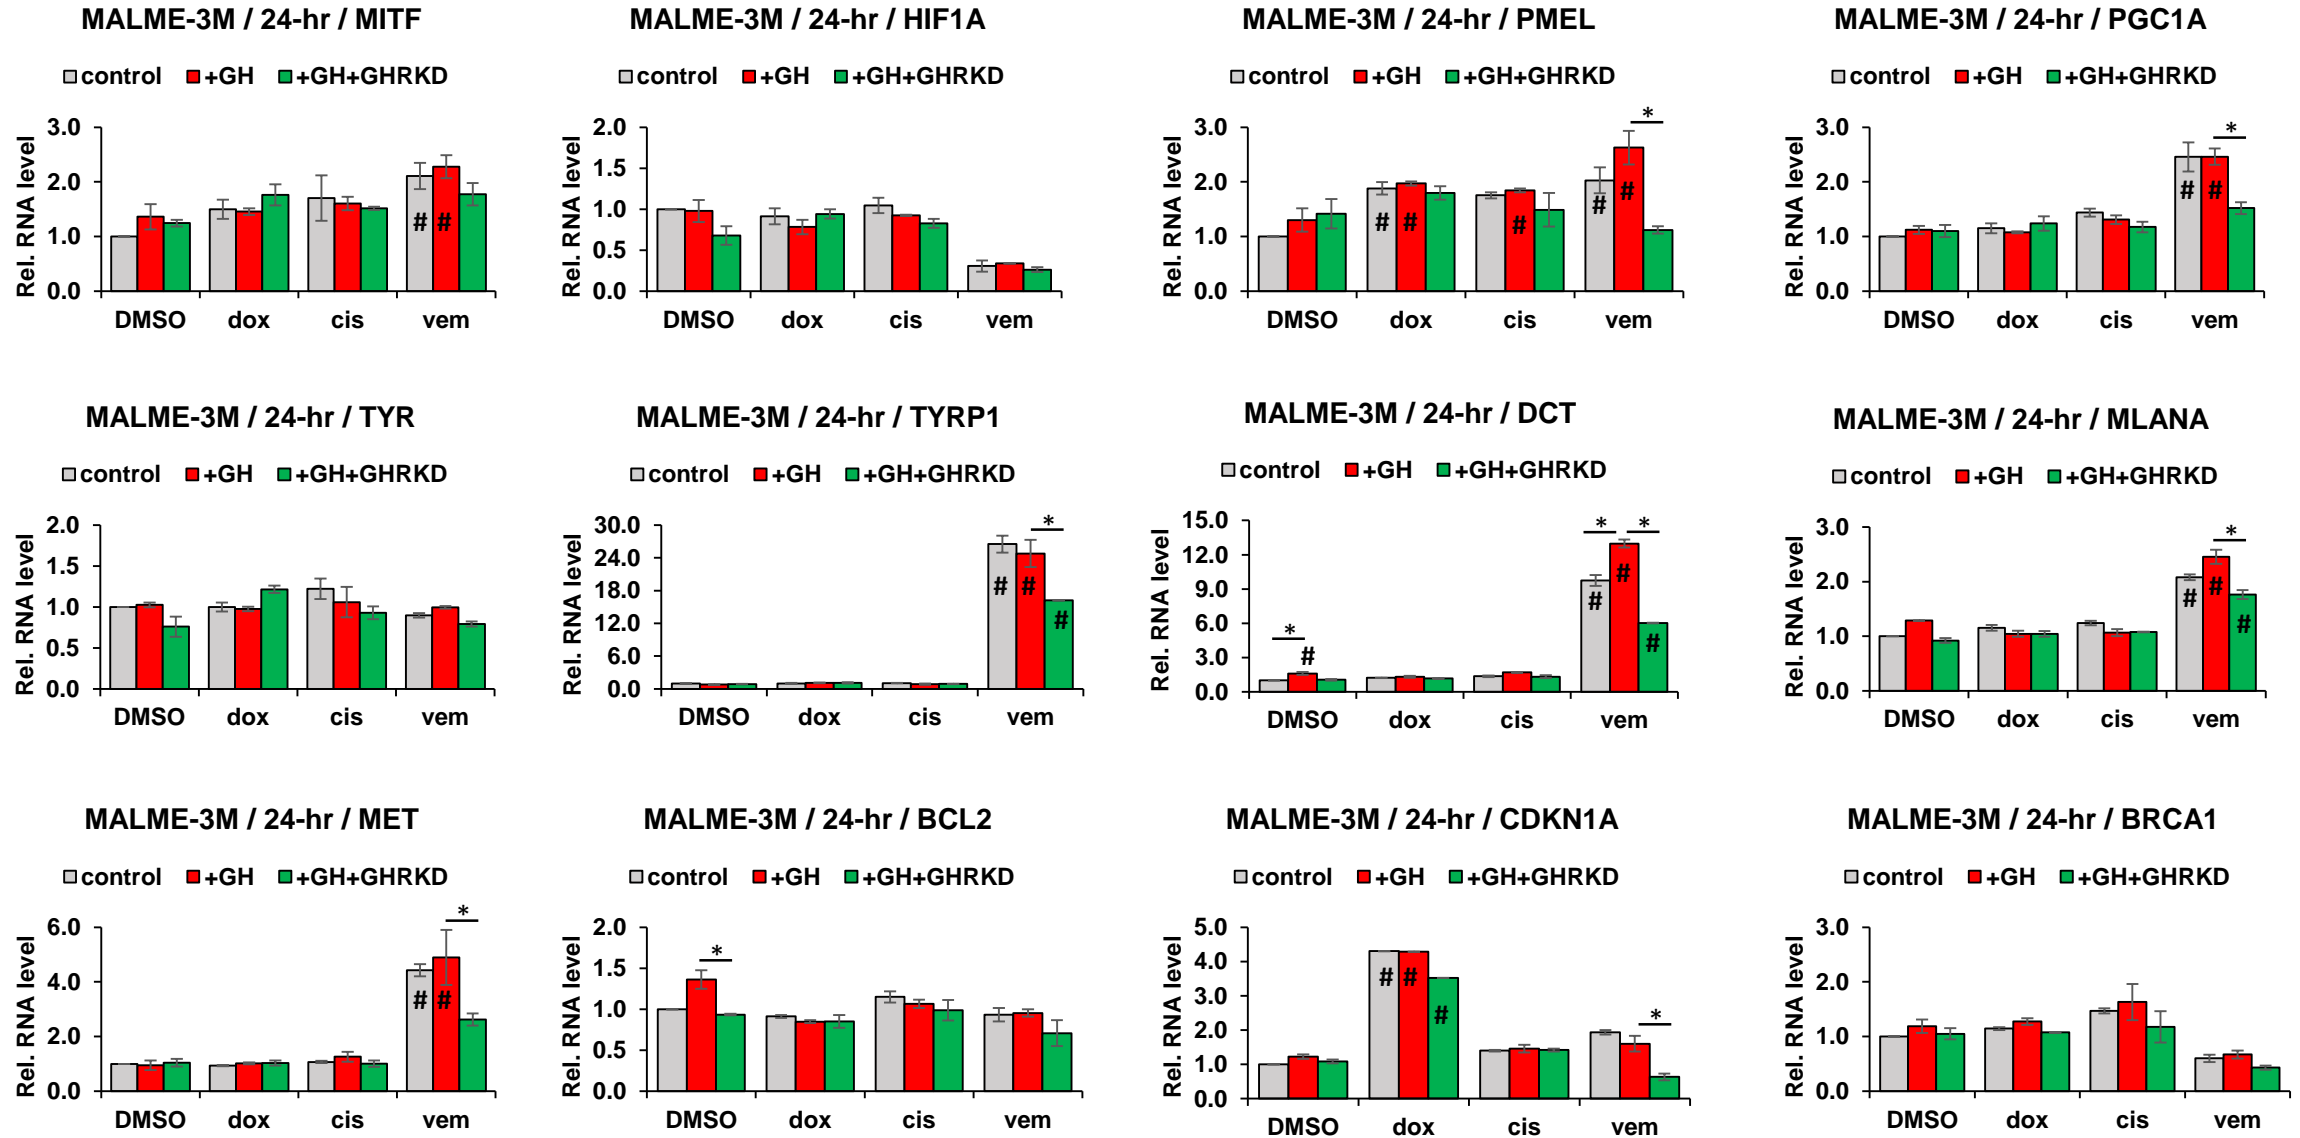 MALME-3M / 24-hr / MITF
control +GH +GH+GHRKD
Rel. RNA level
3.0
2.0
1.0
0.0
# #
DMSO dox cis vem
MALME-3M / 24-hr / HIF1A
control +GH +GH+GHRKD
Rel. RNA level
2.0
1.5
1.0
0.5
0.0
DMSO dox cis vem
MALME-3M / 24-hr / PMEL
control +GH +GH+GHRKD
Rel. RNA level
3.0
2.0
1.0
0.0
*
# # # # #
DMSO dox cis vem
MALME-3M / 24-hr / PGC1A
control +GH +GH+GHRKD
Rel. RNA level
3.0
2.0
1.0
0.0
*
# #
DMSO dox cis vem
MALME-3M / 24-hr / TYR
control +GH +GH+GHRKD
Rel. RNA level
2.0
1.5
1.0
0.5
0.0
DMSO dox cis vem
MALME-3M / 24-hr / TYRP1
control +GH +GH+GHRKD
Rel. RNA level
30.0
24.0
18.0
12.0
6.0
0.0
*
# # #
DMSO dox cis vem
MALME-3M / 24-hr / DCT
control +GH +GH+GHRKD
Rel. RNA level
15.0
12.0
9.0
6.0
3.0
0.0
* * *
# # # #
DMSO dox cis vem
MALME-3M / 24-hr / MLANA
control +GH +GH+GHRKD
Rel. RNA level
3.0
2.0
1.0
0.0
*
# # #
DMSO dox cis vem
MALME-3M / 24-hr / MET
control +GH +GH+GHRKD
Rel. RNA level
6.0
4.0
2.0
0.0
*
# #
DMSO dox cis vem
MALME-3M / 24-hr / BCL2
control +GH +GH+GHRKD
Rel. RNA level
2.0
1.5
1.0
0.5
0.0
*
DMSO dox cis vem
MALME-3M / 24-hr / CDKN1A
control +GH +GH+GHRKD
Rel. RNA level
5.0
4.0
3.0
2.0
1.0
0.0
# # #
*
DMSO dox cis vem
MALME-3M / 24-hr / BRCA1
control +GH +GH+GHRKD
Rel. RNA level
3.0
2.0
1.0
0.0
DMSO dox cis vem